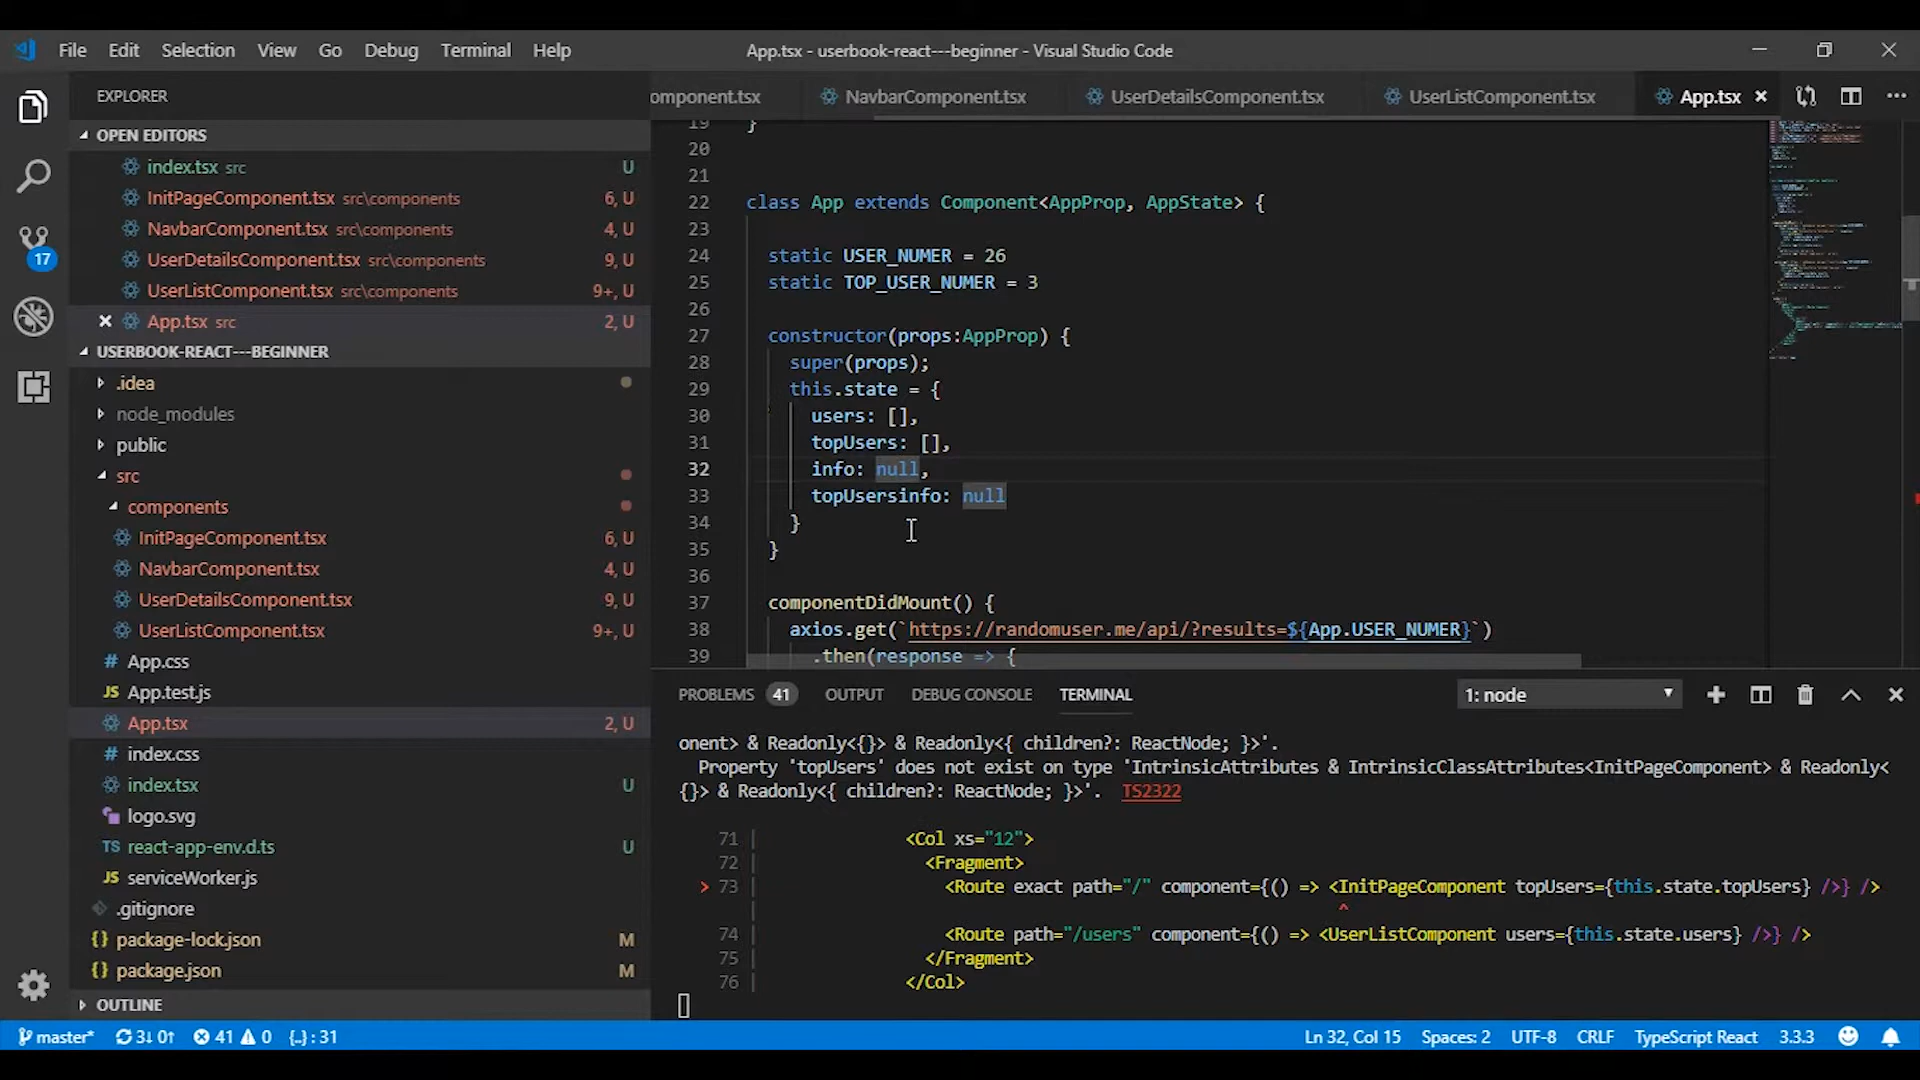 File Edit Selection View Go Debug Terminal Help
App.tsx - userbook-react---beginner - Visual Studio Code
EXPLORER
OPEN EDITORS
index.tsx src U
InitPageComponent.tsx src\components 6, U
NavbarComponent.tsx src\components 4, U
UserDetailsComponent.tsx src\components 9, U
UserListComponent.tsx src\components 9+, U
App.tsx src 2, U
USERBOOK-REACT---BEGINNER
.idea
node_modules
public
src
components
InitPageComponent.tsx 6, U
NavbarComponent.tsx 4, U
UserDetailsComponent.tsx 9, U
UserListComponent.tsx 9+, U
App.css
JS App.test.js
App.tsx 2, U
index.css
index.tsx U
logo.svg
TS react-app-env.d.ts U
JS serviceWorker.js
.gitignore
{} package-lock.json M
{} package.json M
OUTLINE
17
omponent.tsx NavbarComponent.tsx UserDetailsComponent.tsx UserListComponent.tsx App.tsx
19 }
20
21
22 class App extends Component<AppProp, AppState> {
23
24 static USER_NUMER = 26
25 static TOP_USER_NUMER = 3
26
27 constructor(props:AppProp) {
28 super(props);
29 this.state = {
30 users: [],
31 topUsers: [],
32 info: null,
33 topUsersinfo: null
34 }
35 }
36
37 componentDidMount() {
38 axios.get(`https://randomuser.me/api/?results=${App.USER_NUMER}`)
39 .then(response => {
PROBLEMS 41 OUTPUT DEBUG CONSOLE TERMINAL 1: node
onent> & Readonly<{}> & Readonly<{ children?: ReactNode; }>'.
Property 'topUsers' does not exist on type 'IntrinsicAttributes & IntrinsicClassAttributes<InitPageComponent> & Readonly<
{}> & Readonly<{ children?: ReactNode; }>'. TS2322
71 | <Col xs="12">
72 | <Fragment>
> 73 | <Route exact path="/" component={() => <InitPageComponent topUsers={this.state.topUsers} />} />
| ^
74 | <Route path="/users" component={() => <UserListComponent users={this.state.users} />} />
75 | </Fragment>
76 | </Col>
master* 3↓ 0↑ 41 0 {..} : 31 Ln 32, Col 15 Spaces: 2 UTF-8 CRLF TypeScript React 3.3.3